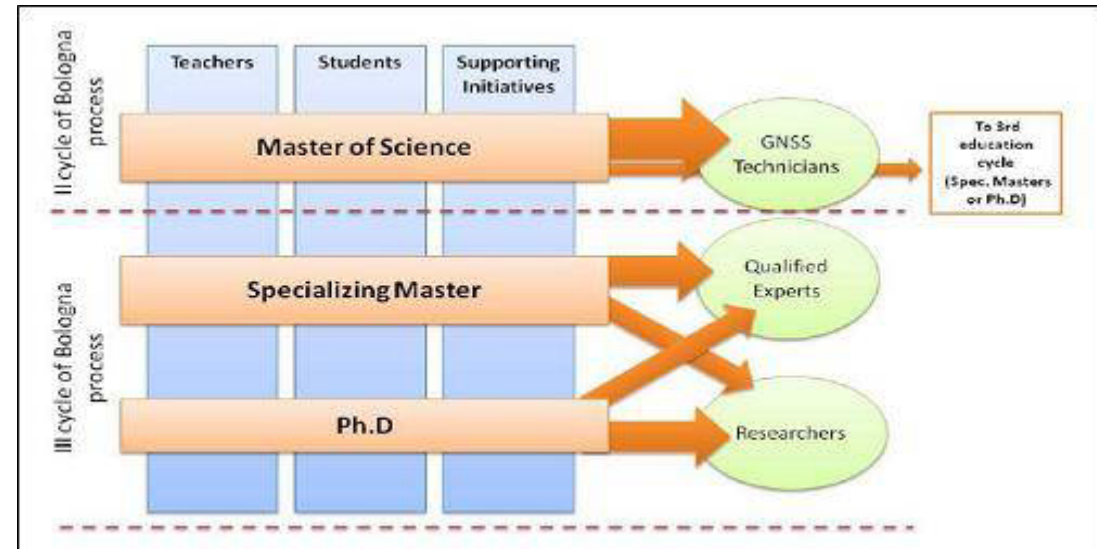 II cycle of Bologna
process
Teachers
Students
Supporting
Initiatives
Master of Science
GNSS
Technicians
To 3rd
education
cycle
(Spec. Masters
or Ph.D)
III cycle of Bologna
process
Specializing Master
Qualified
Experts
Ph.D
Researchers